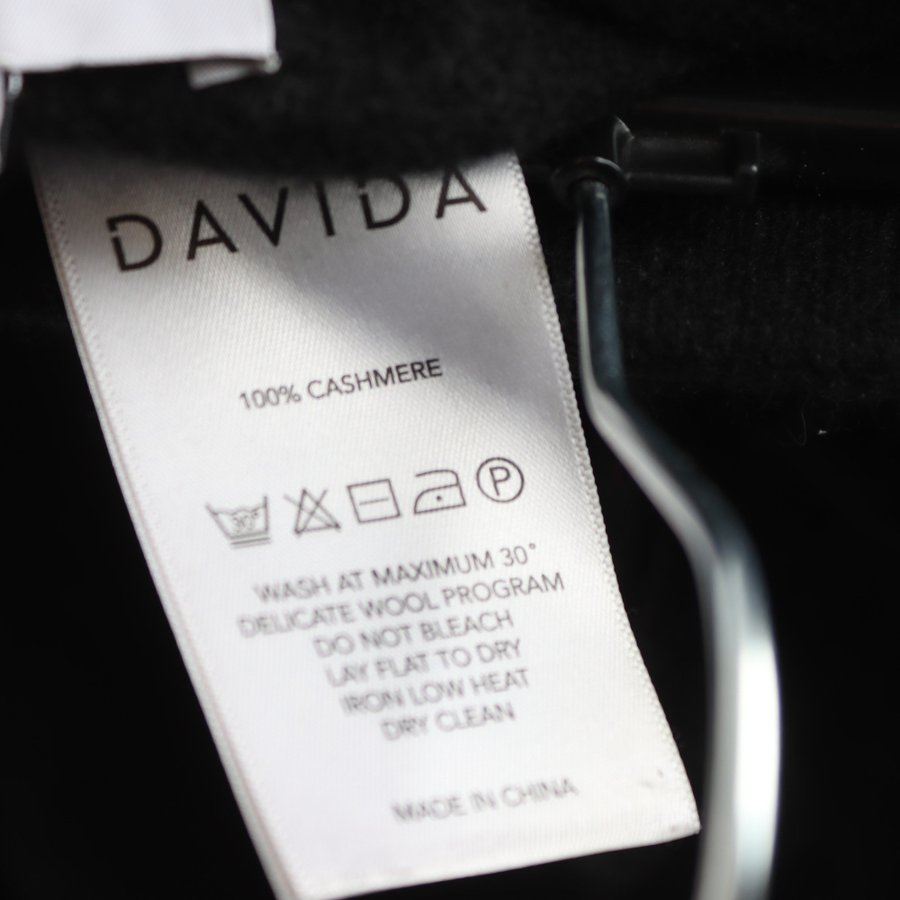 DAVIDA
100% CASHMERE
30°
P
WASH AT MAXIMUM 30°
DELICATE WOOL PROGRAM
DO NOT BLEACH
LAY FLAT TO DRY
IRON LOW HEAT
DRY CLEAN
MADE IN CHINA